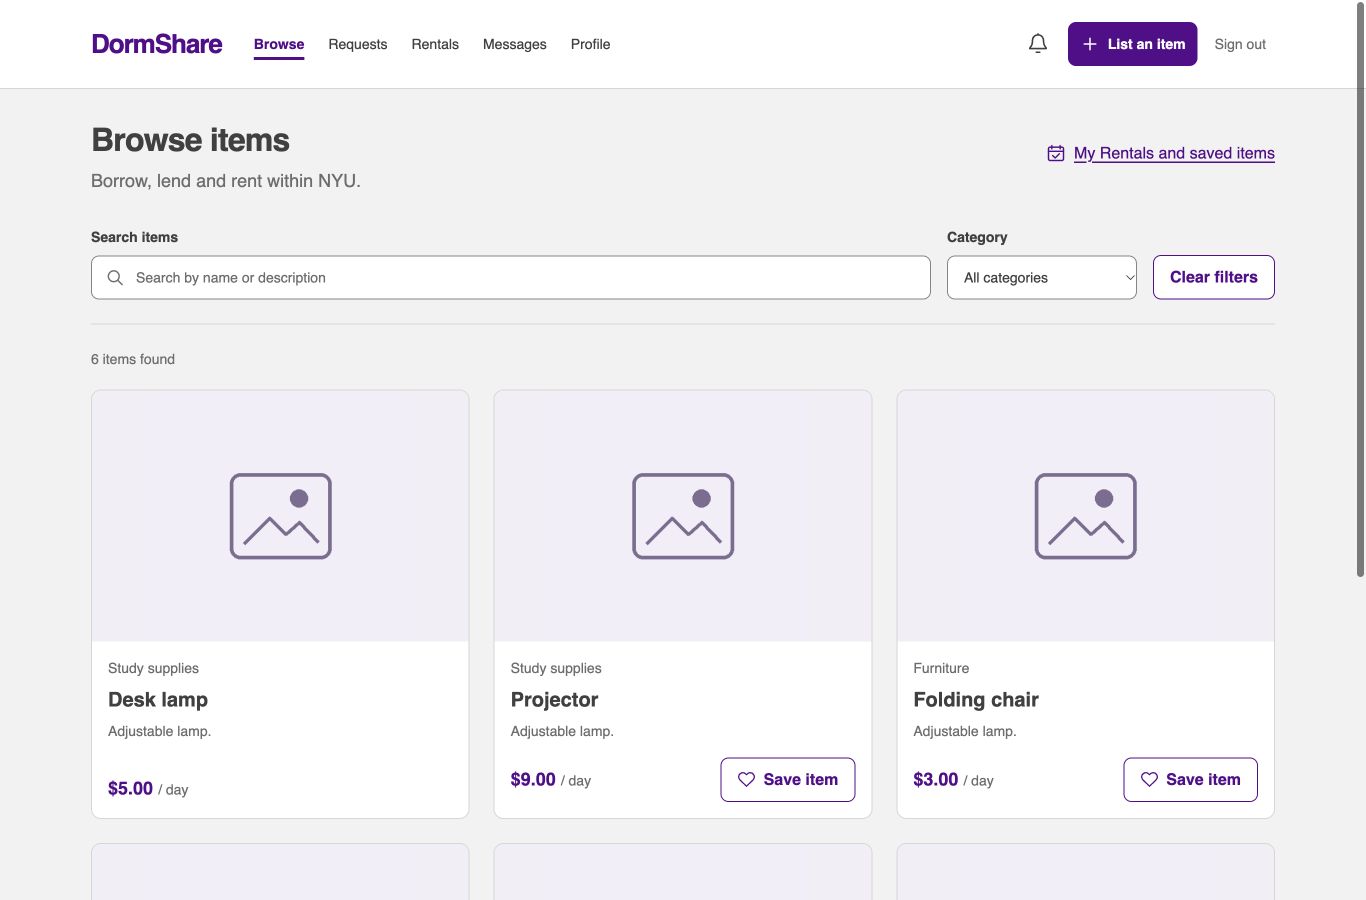 DormShare Browse Requests Rentals Messages Profile List an item Sign out
Browse items
My Rentals and saved items
Borrow, lend and rent within NYU.
Search items Category
Search by name or description All categories Clear filters
6 items found
Study supplies
Desk lamp
Adjustable lamp.
$5.00 / day
Study supplies
Projector
Adjustable lamp.
$9.00 / day Save item
Furniture
Folding chair
Adjustable lamp.
$3.00 / day Save item